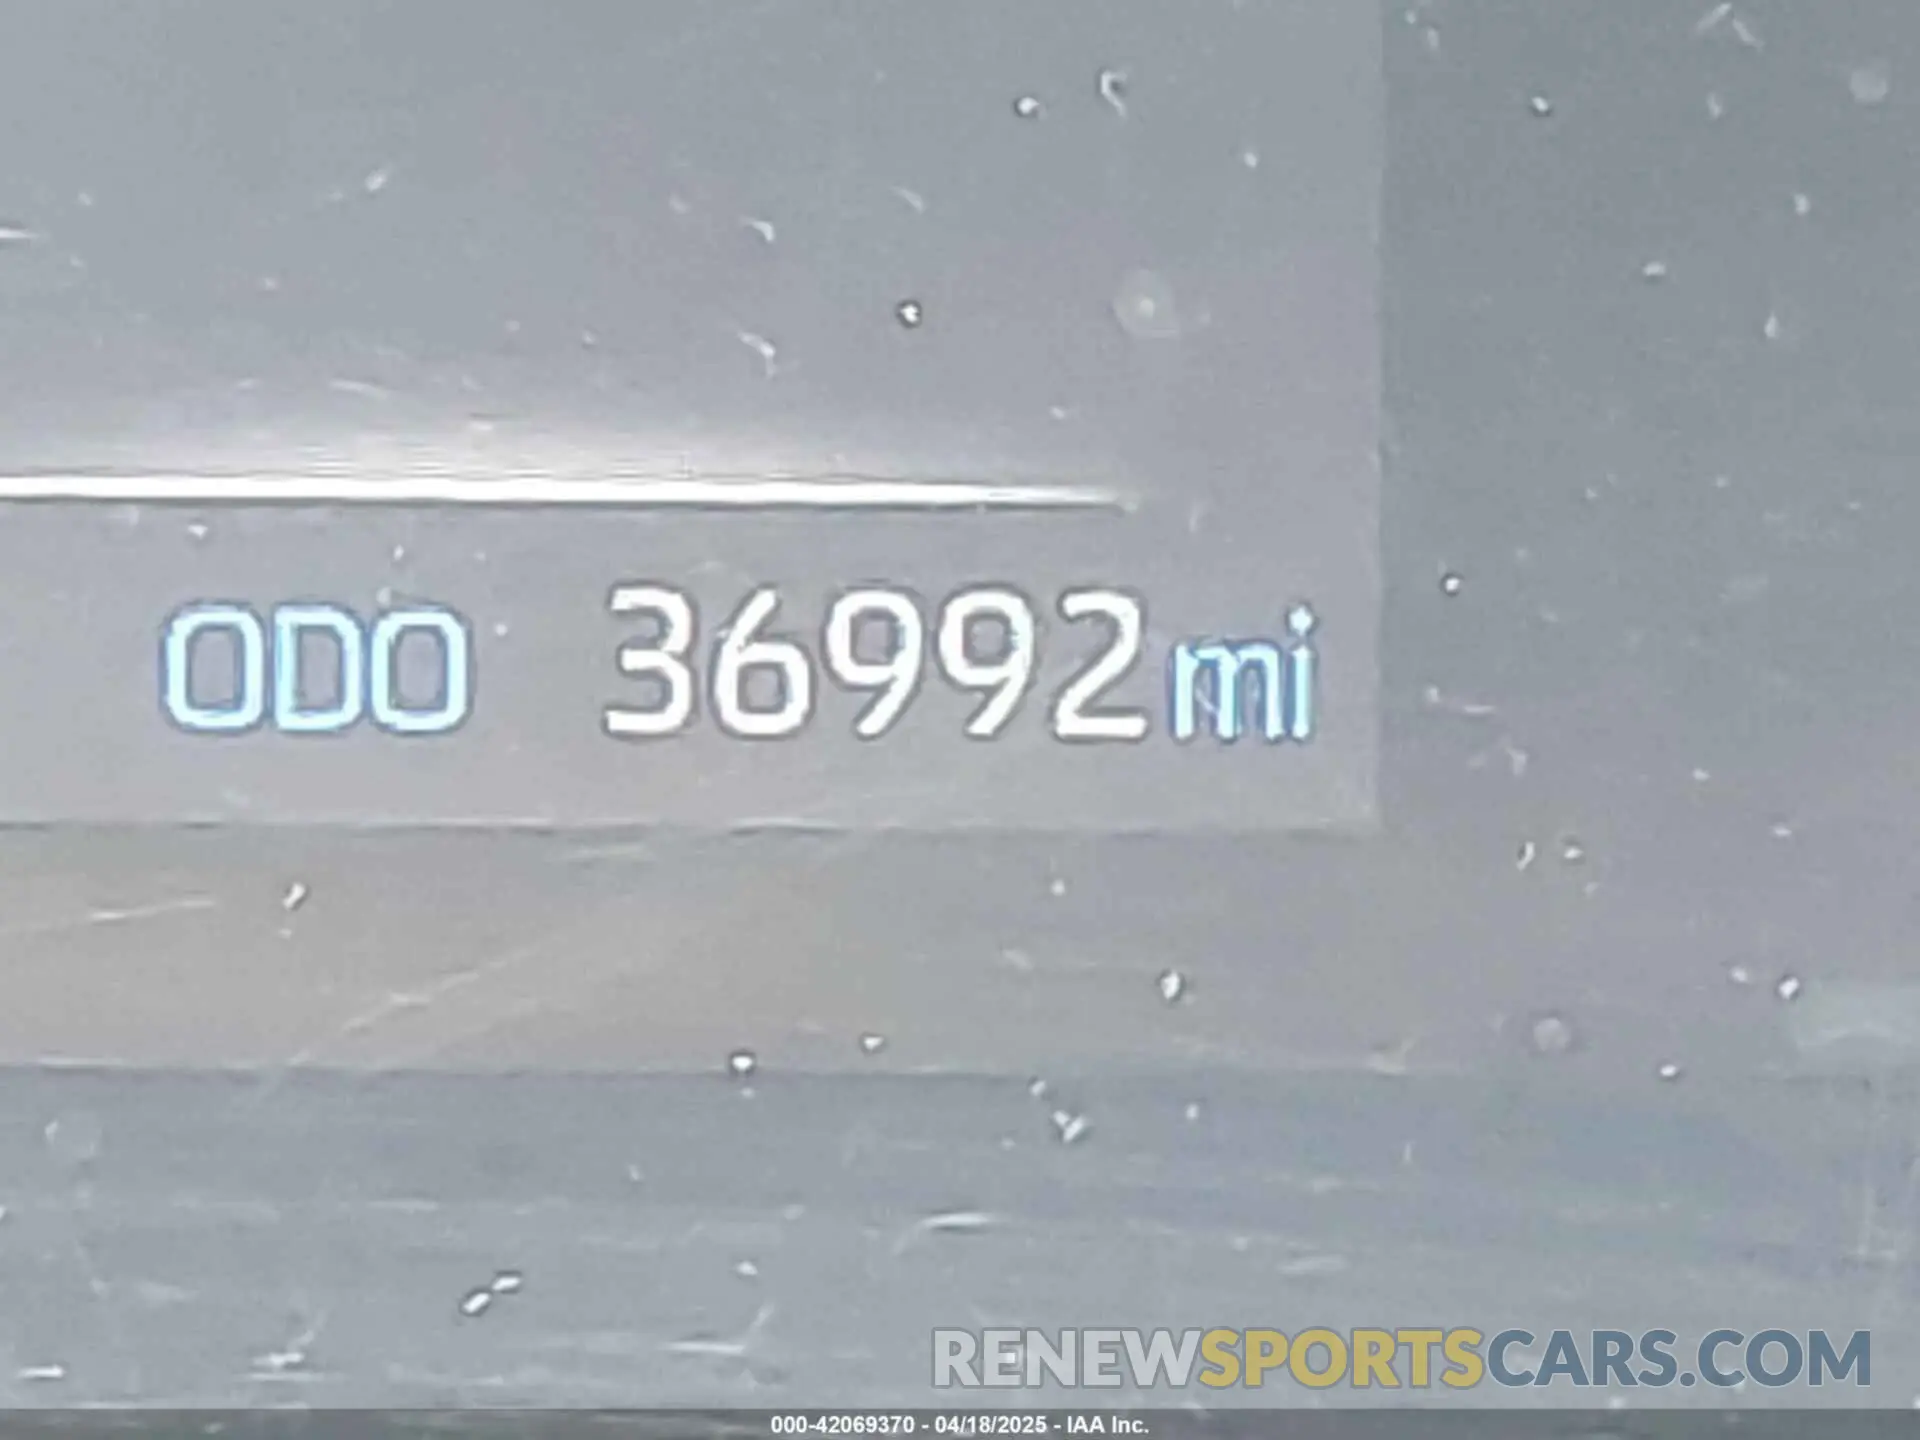 ODO 36992 mi
RENEWSPORTSCARS.COM
000-42069370 - 04/18/2025 - IAA Inc.